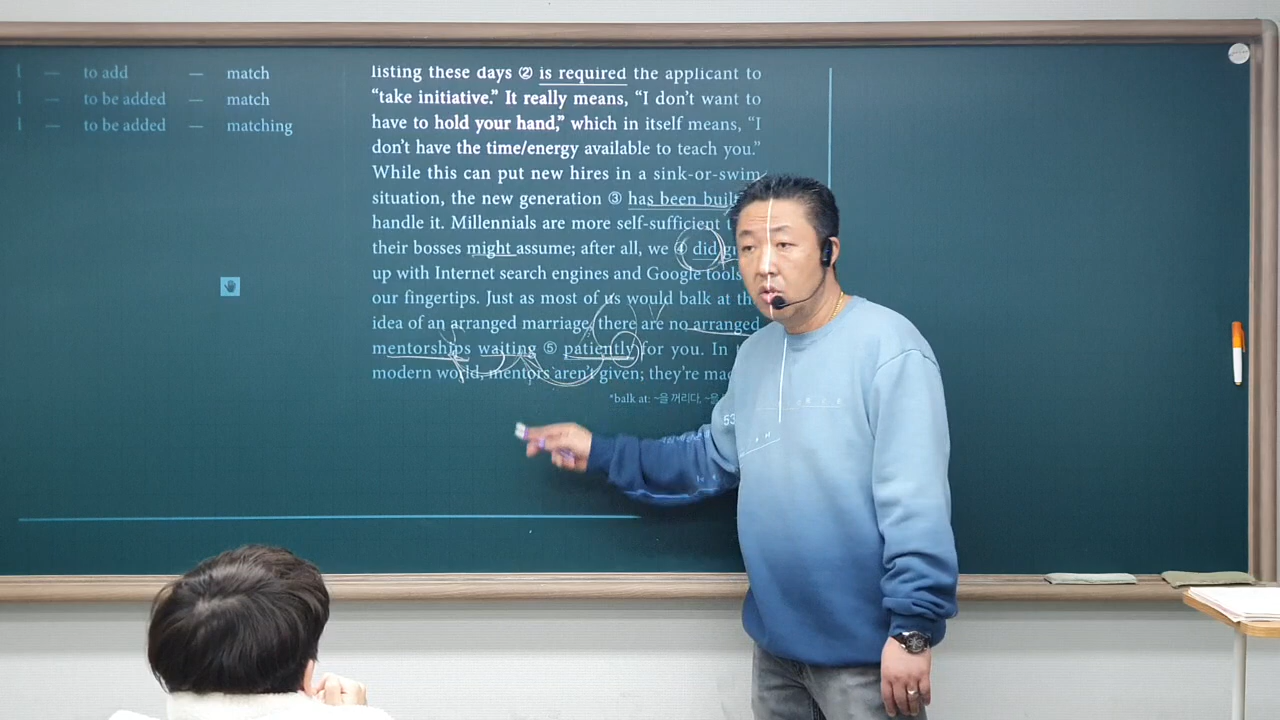 to add — match
to be added — match
to be added — matching
listing these days ② is required the applicant to
“take initiative.” It really means, “I don’t want to
have to hold your hand,” which in itself means, “I
don’t have the time/energy available to teach you.”
While this can put new hires in a sink-or-swim
situation, the new generation ③ has been built
handle it. Millennials are more self-sufficient
their bosses might assume; after all, we ④ did
up with Internet search engines and Google tools
our fingertips. Just as most of us would balk at
idea of an arranged marriage, there are no arranged
mentorships waiting ⑤ patiently for you. In
modern world, mentors aren’t given; they’re
*balk at: ~을 꺼리다, ~을
53